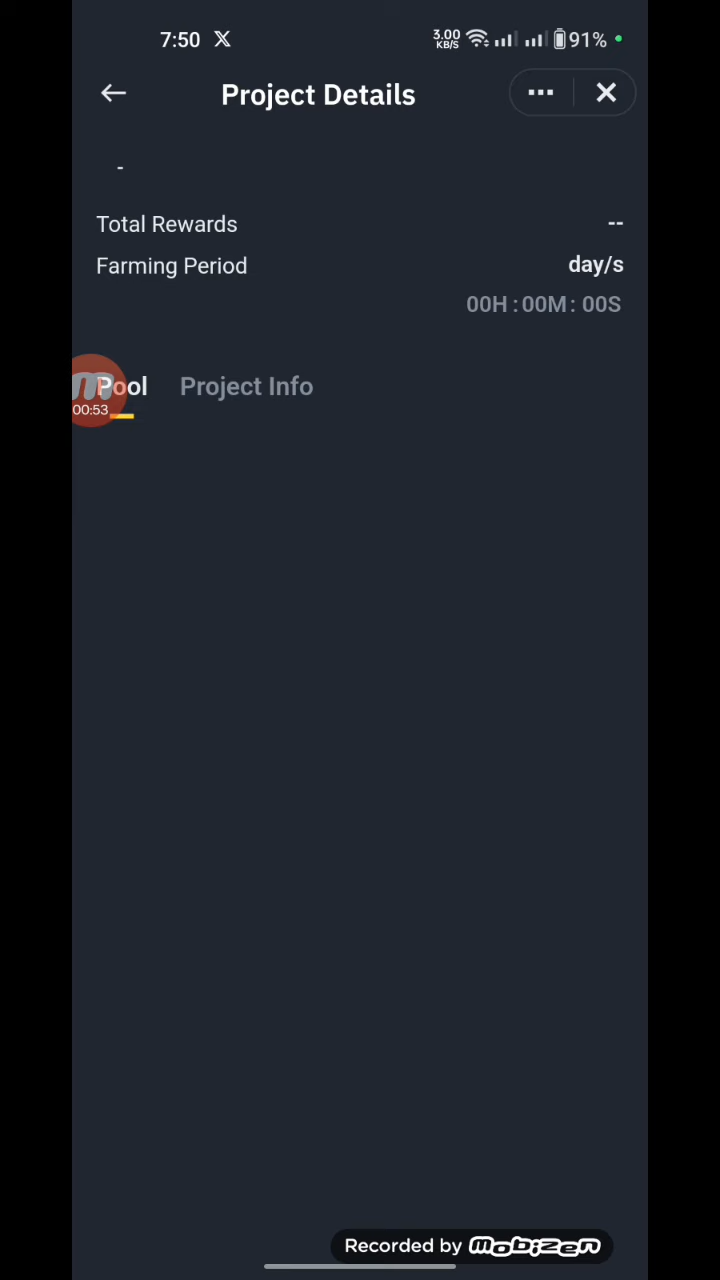 7:50 X 3.00 KB/S 91%
Project Details
-
Total Rewards --
Farming Period day/s
00H : 00M : 00S
Pool Project Info
00:53
Recorded by mobizen